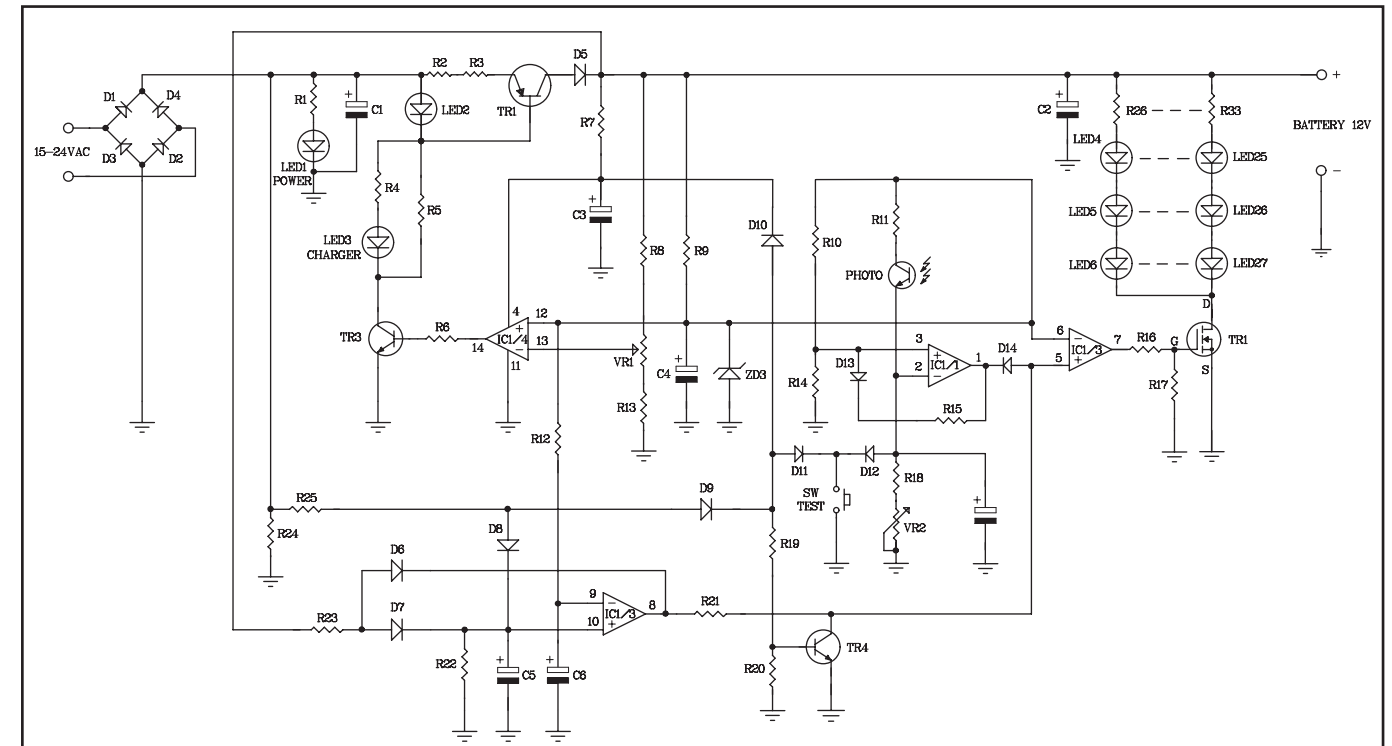 D1
D4
D3
D2
15-24VAC
R1
C1
+
LED1
POWER
LED2
R2
R3
TR1
D5
R7
R4
R5
LED3
CHARGER
TR3
R6
C3
+
4
12
+
IC1/4
13
-
14
11
R8
R9
VR1
R13
C4
+
ZD3
D10
R10
R11
PHOTO
R14
D13
3
+
IC1/1
2
-
1
D14
R15
C2
+
R26
R33
LED4
LED25
LED5
LED26
LED6
LED27
BATTERY 12V
+
-
6
-
IC1/3
5
+
7
R16
G
D
S
TR1
R17
R12
D11
D12
SW
TEST
R18
VR2
+
R25
R24
D9
D8
R19
D6
D7
R23
R22
9
-
IC1/3
10
+
8
R21
C5
+
C6
+
R20
TR4